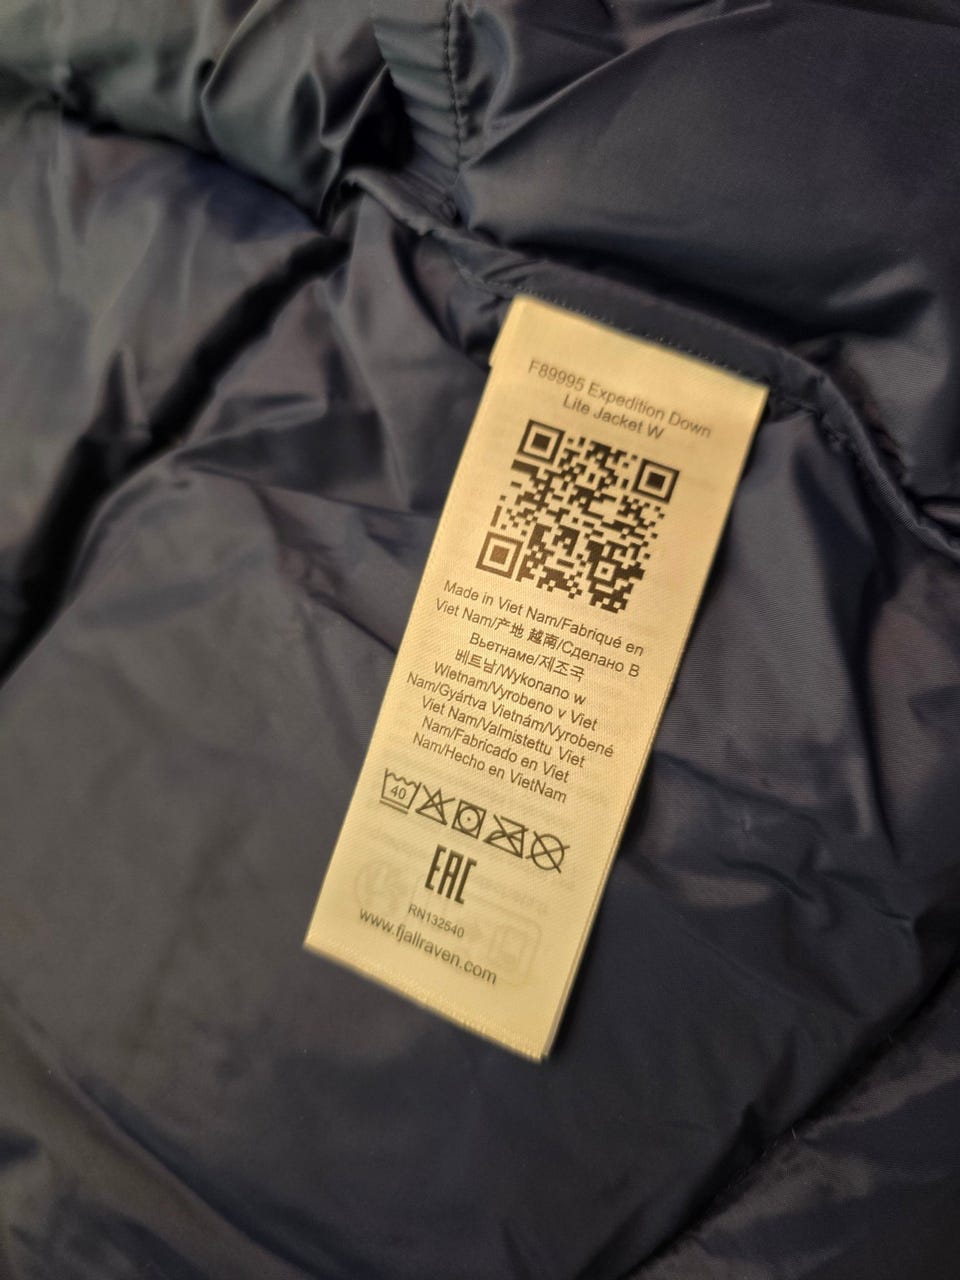 F89995 Expedition Down
Lite Jacket W
Made in Viet Nam/Fabriqué en
Viet Nam/产地 越南/Сделано В
Вьетнаме/제조국
베트남/Wykonano w
Wietnam/Vyrobeno v Viet
Nam/Gyártva Vietnám/Vyrobené
Viet Nam/Valmistettu Viet
Nam/Fabricado en Viet
Nam/Hecho en VietNam
40
EAC
RN132540
www.fjallraven.com